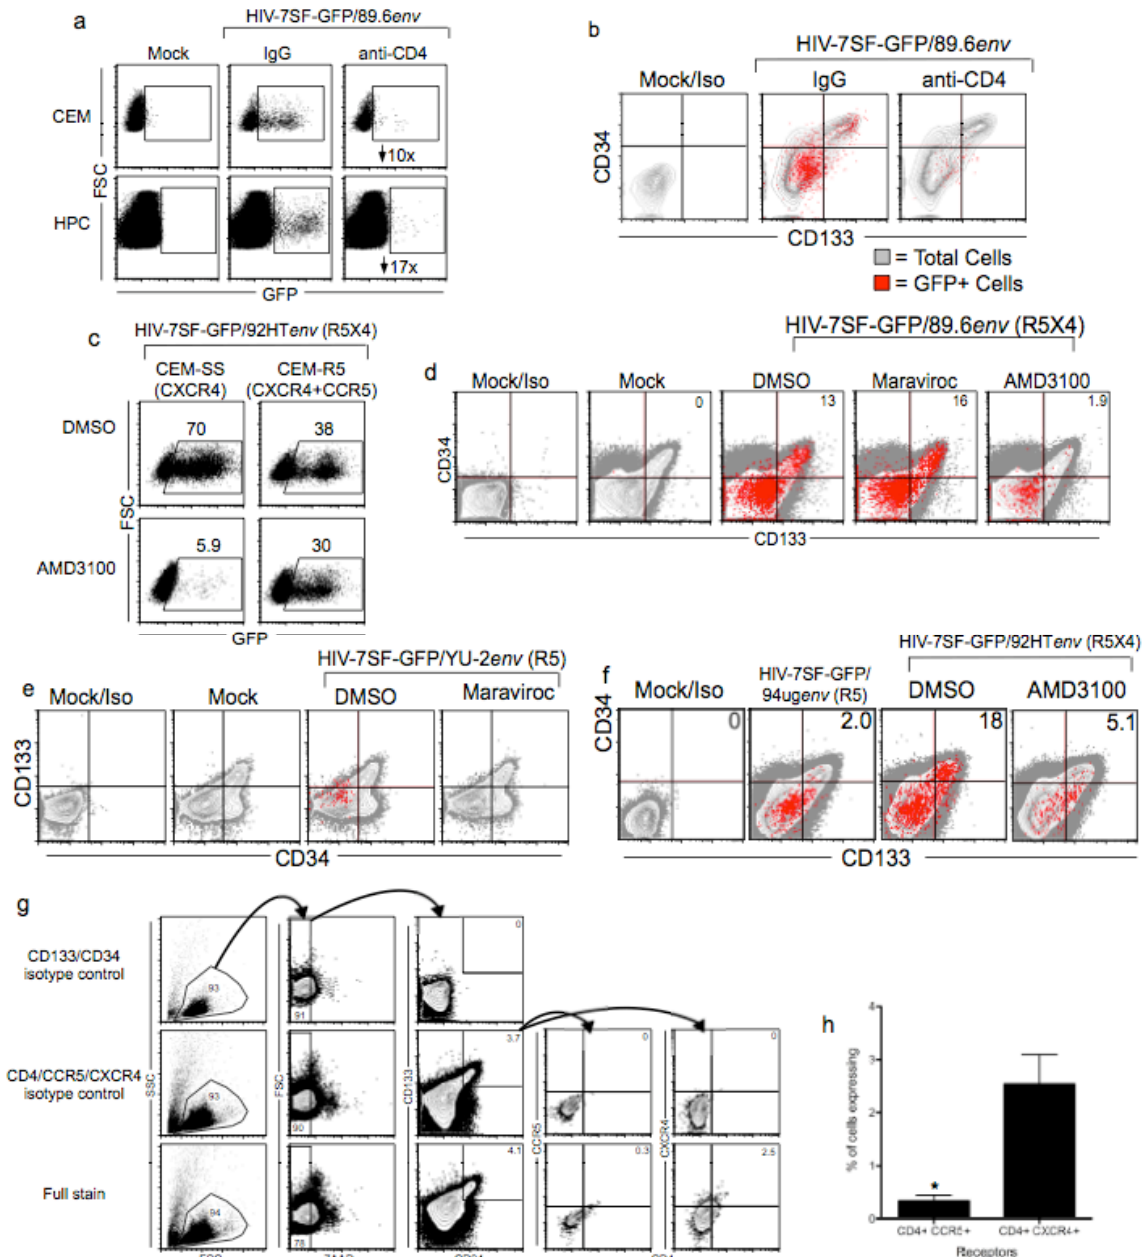 a
HIV-7SF-GFP/89.6env
Mock IgG anti-CD4
CEM
↓10x
FSC
HPC
↓17x
GFP
b
HIV-7SF-GFP/89.6env
Mock/Iso IgG anti-CD4
CD34
CD133
= Total Cells
= GFP+ Cells
c
HIV-7SF-GFP/92HTenv (R5X4)
CEM-SS CEM-R5
(CXCR4) (CXCR4+CCR5)
DMSO 70 38
FSC
AMD3100 5.9 30
GFP
d
HIV-7SF-GFP/89.6env (R5X4)
Mock/Iso Mock DMSO Maraviroc AMD3100
0 13 16 1.9
CD34
CD133
e
HIV-7SF-GFP/YU-2env (R5)
Mock/Iso Mock DMSO Maraviroc
CD133
CD34
f
HIV-7SF-GFP/92HTenv (R5X4)
HIV-7SF-GFP/
94ugenv (R5)
Mock/Iso DMSO AMD3100
0 2.0 18 5.1
CD34
CD133
g
CD133/CD34
isotype control
93 91 0
CD4/CCR5/CXCR4
isotype control
93 90 3.7 0 0
SSC FSC CD133 CCR5 CXCR4
Full stain
94 78 4.1 0.3 2.5
h
% of cells expressing
4
3
2
1
0
*
CD4+ CCR5+ CD4+ CXCR4+
Receptors